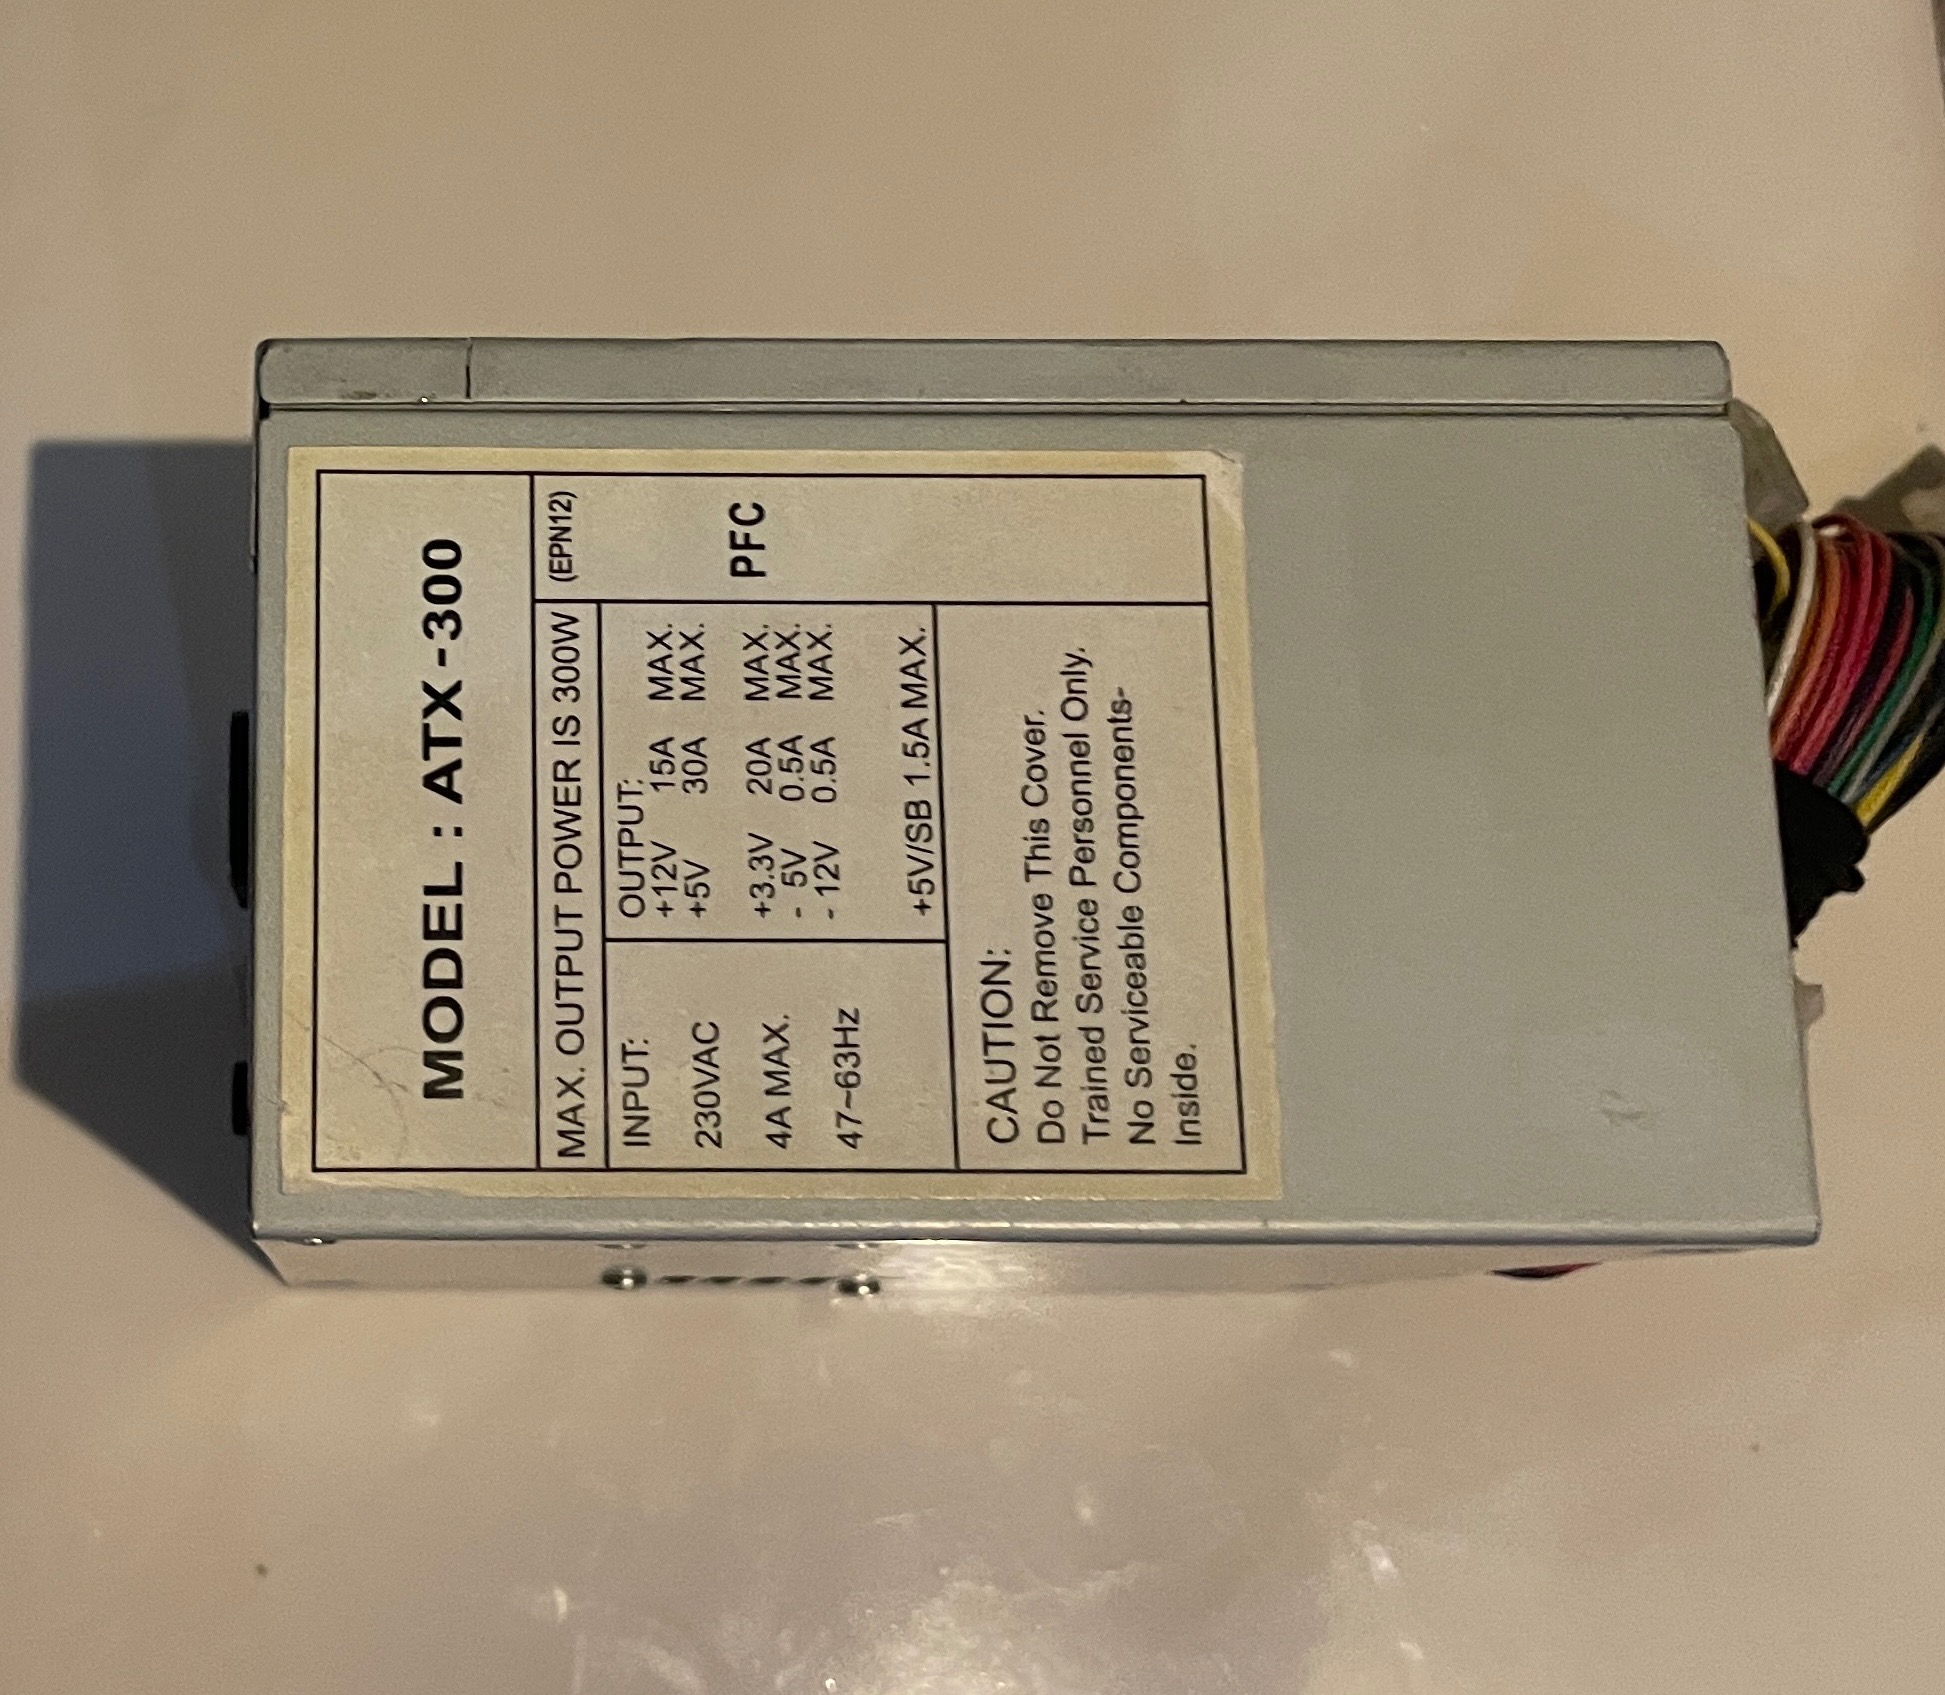 MODEL : ATX-300
MAX. OUTPUT POWER IS 300W
(EPN12)
INPUT:
230VAC
4A MAX.
47~63Hz
OUTPUT:
+12V 15A MAX.
+5V 30A MAX.
+3.3V 20A MAX.
- 5V 0.5A MAX.
- 12V 0.5A MAX.
+5V/SB 1.5A MAX.
PFC
CAUTION:
Do Not Remove This Cover.
Trained Service Personnel Only.
No Serviceable Components-
Inside.